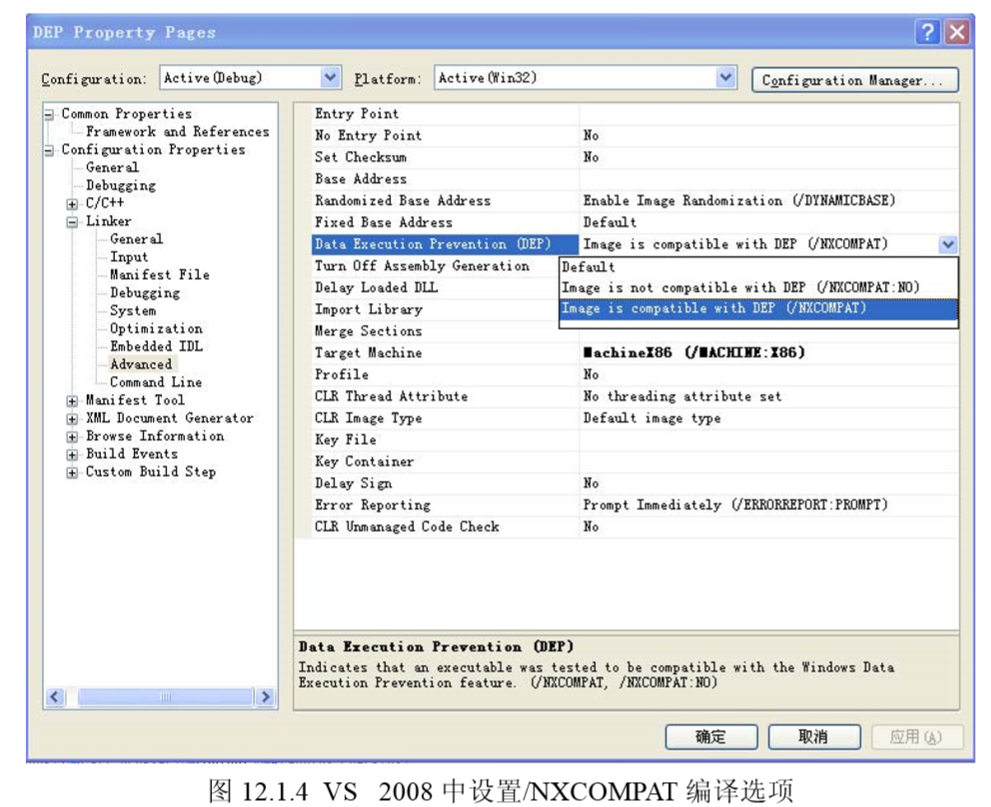 DEP Property Pages
Configuration: Active(Debug) Platform: Active(Win32) Configuration Manager...
Common Properties
Framework and References
Configuration Properties
General
Debugging
C/C++
Linker
General
Input
Manifest File
Debugging
System
Optimization
Embedded IDL
Advanced
Command Line
Manifest Tool
XML Document Generator
Browse Information
Build Events
Custom Build Step
Entry Point
No Entry Point No
Set Checksum No
Base Address
Randomized Base Address Enable Image Randomization (/DYNAMICBASE)
Fixed Base Address Default
Data Execution Prevention (DEP) Image is compatible with DEP (/NXCOMPAT)
Turn Off Assembly Generation Default
Delay Loaded DLL Image is not compatible with DEP (/NXCOMPAT:NO)
Import Library Image is compatible with DEP (/NXCOMPAT)
Merge Sections
Target Machine MachineX86 (/MACHINE:X86)
Profile No
CLR Thread Attribute No threading attribute set
CLR Image Type Default image type
Key File
Key Container
Delay Sign No
Error Reporting Prompt Immediately (/ERRORREPORT:PROMPT)
CLR Unmanaged Code Check No
Data Execution Prevention (DEP)
Indicates that an executable was tested to be compatible with the Windows Data
Execution Prevention feature. (/NXCOMPAT, /NXCOMPAT:NO)
确定 取消 应用(A)
图 12.1.4 VS 2008 中设置/NXCOMPAT 编译选项